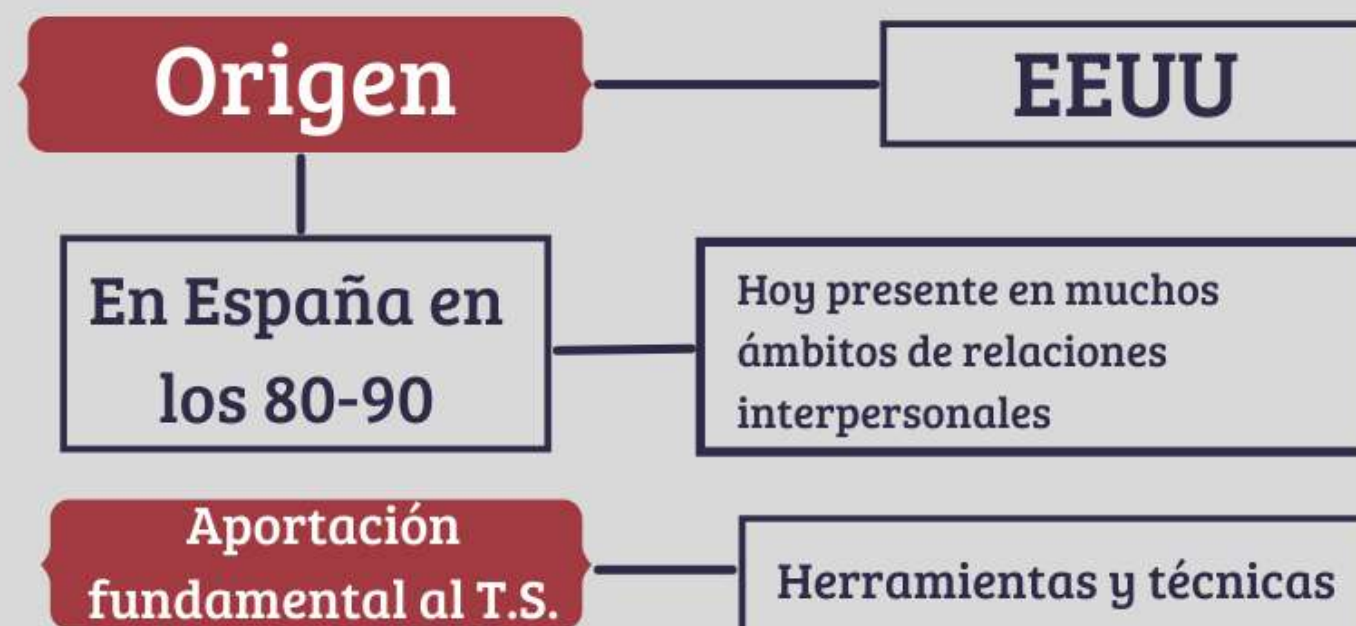 Origen
EEUU
En España en
los 80-90
Hoy presente en muchos
ámbitos de relaciones
interpersonales
Aportación
fundamental al T.S.
Herramientas y técnicas